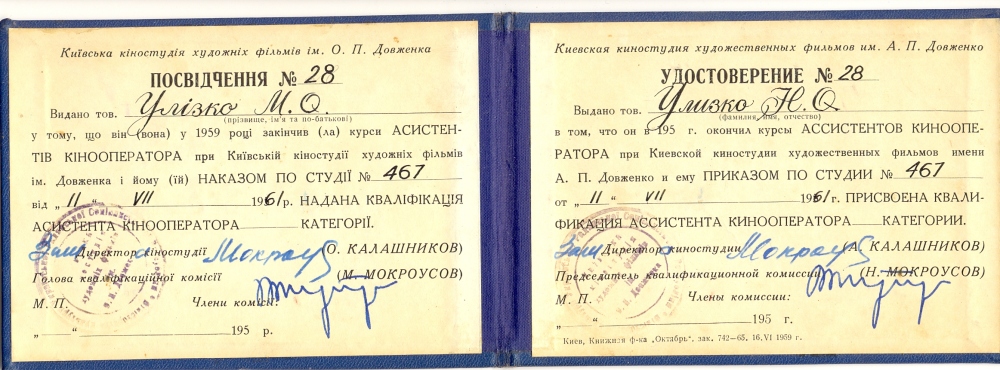 Київська кіностудія художніх фільмів ім. О. П. Довженка
ПОСВІДЧЕННЯ № 28
Видано тов. Улізко М. О.
(прізвище, ім'я та по-батькові)
у тому, що він (вона) у 1959 році закінчив (ла) курси АСИСТЕН-
ТІВ КІНООПЕРАТОРА при Київській кіностудії художніх фільмів
ім. Довженка і йому (їй) НАКАЗОМ ПО СТУДІЇ № 467
від „ 11 “ VII 1961/р. НАДАНА КВАЛІФІКАЦІЯ
АСИСТЕНТА КІНООПЕРАТОРА КАТЕГОРІЇ.
Зам Директор кіностудії Мокроус (О. КАЛАШНИКОВ)
Голова кваліфікаційної комісії (М. МОКРОУСОВ)
М. П. Члени комісії:
„ “ 195 р.
Киевская киностудия художественных фильмов им. А. П. Довженко
УДОСТОВЕРЕНИЕ № 28
Выдано тов. Улизко Н. О
(фамилия, имя, отчество)
в том, что он в 195 г. окончил курсы АССИСТЕНТОВ КИНООПЕ-
РАТОРА при Киевской киностудии художественных фильмов имени
А. П. Довженко и ему ПРИКАЗОМ ПО СТУДИИ № 467
от „ 11 “ VII 1961 г. ПРИСВОЕНА КВАЛИ-
ФИКАЦИЯ АССИСТЕНТА КИНООПЕРАТОРА КАТЕГОРИИ.
Зам Директор киностудии Мокроус (А. КАЛАШНИКОВ)
Председатель квалификационной комиссии (Н. МОКРОУСОВ)
М. П. Члены комиссии:
„ “ 195 г.
Киев, Книжная ф-ка „Октябрь“, зак. 742—65, 16.VI 1959 г.